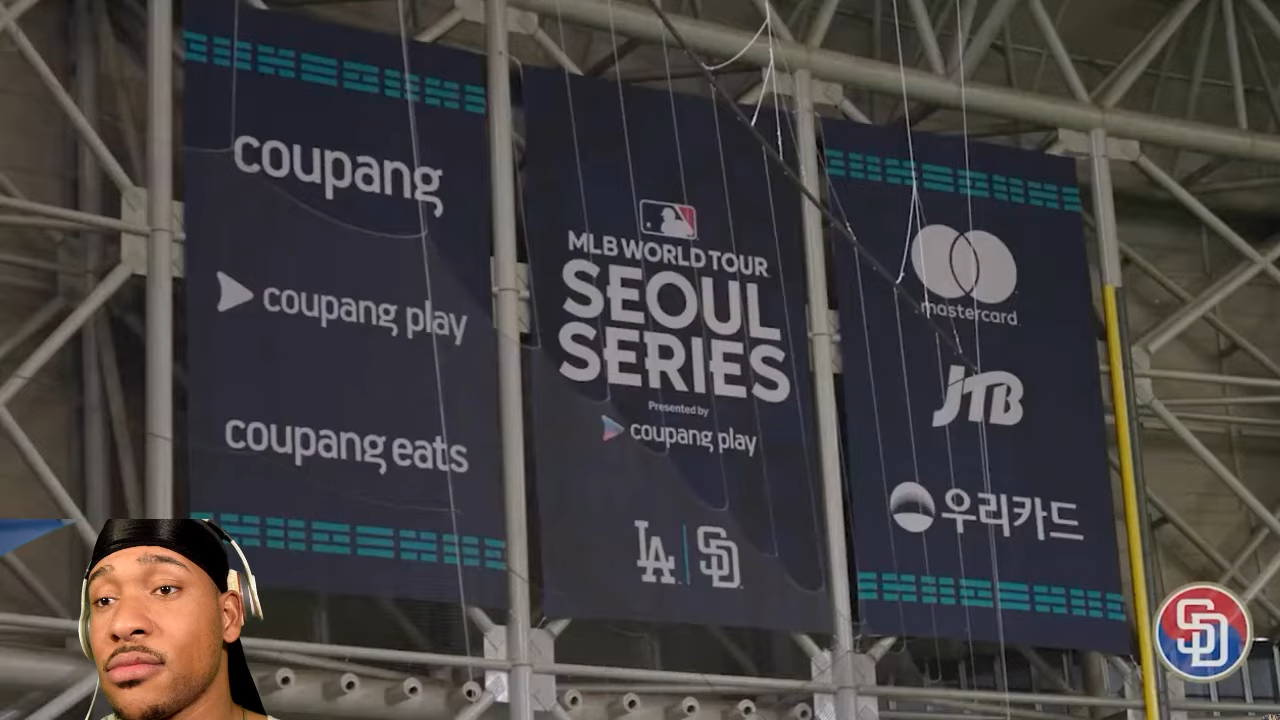 coupang
coupang play
coupang eats
MLB WORLD TOUR
SEOUL
SERIES
Presented by
coupang play
LA SD
mastercard
JTB
우리카드
SD